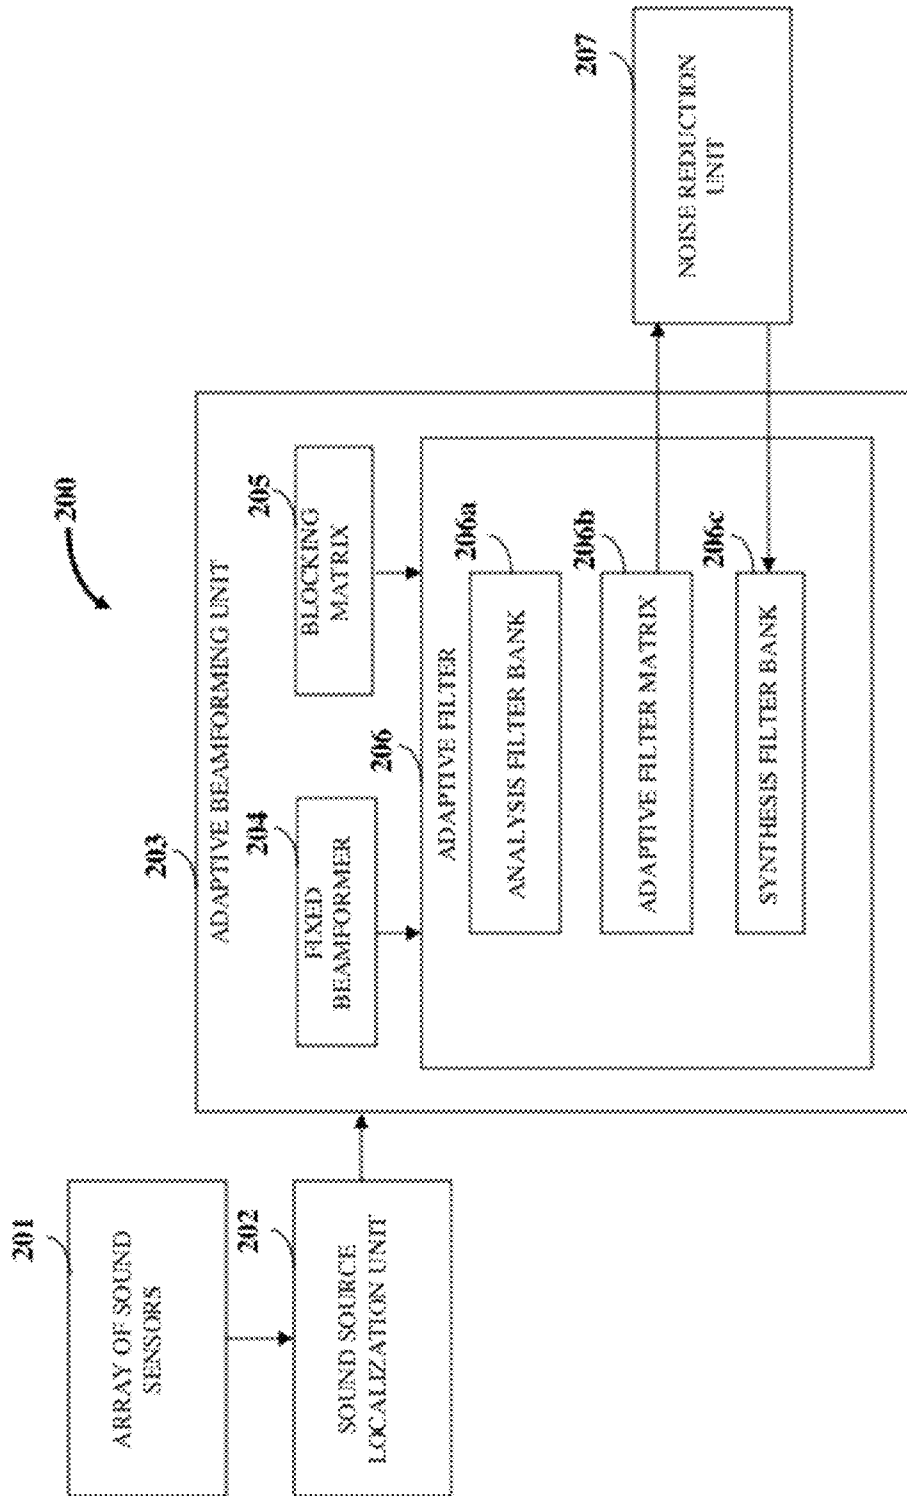 200
201
ARRAY OF SOUND
SENSORS
202
SOUND SOURCE
LOCALIZATION UNIT
203
ADAPTIVE BEAMFORMING UNIT
204
FIXED
BEAMFORMER
205
BLOCKING
MATRIX
206
ADAPTIVE FILTER
206a
ANALYSIS FILTER BANK
206b
ADAPTIVE FILTER MATRIX
206c
SYNTHESIS FILTER BANK
207
NOISE REDUCTION
UNIT